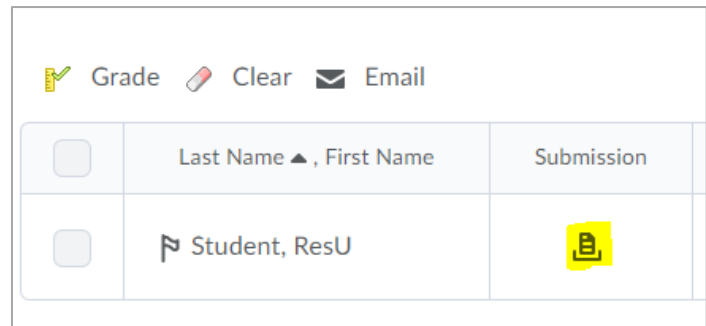 Grade Clear Email
Last Name , First Name Submission
Student, ResU